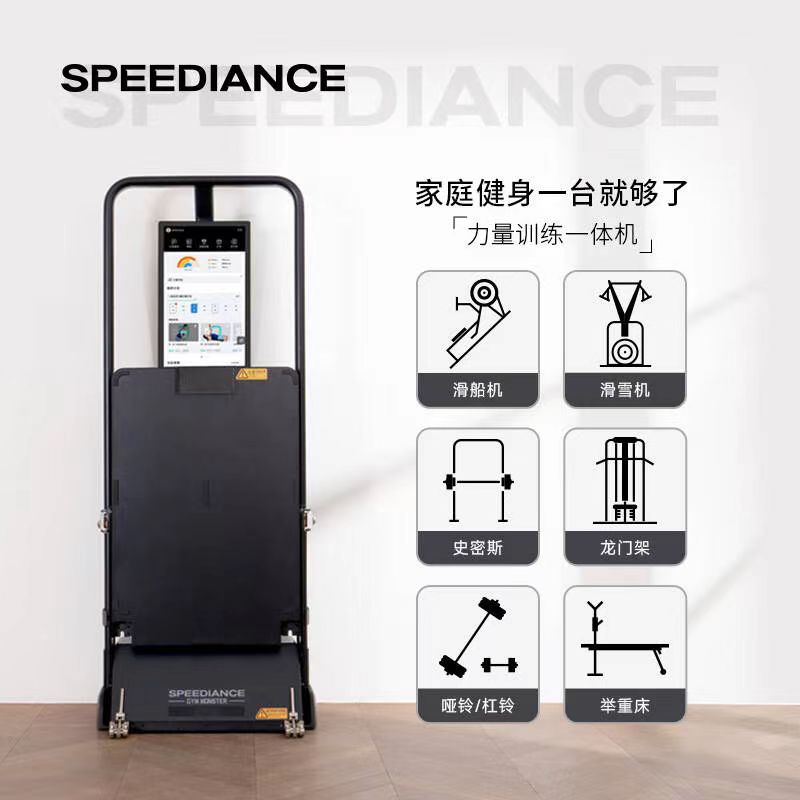 SPEEDIANCE
SPEEDIANCE
家庭健身一台就够了
「力量训练一体机」
滑船机
滑雪机
史密斯
龙门架
哑铃/杠铃
举重床
SPEEDIANCE
GYM MONSTER